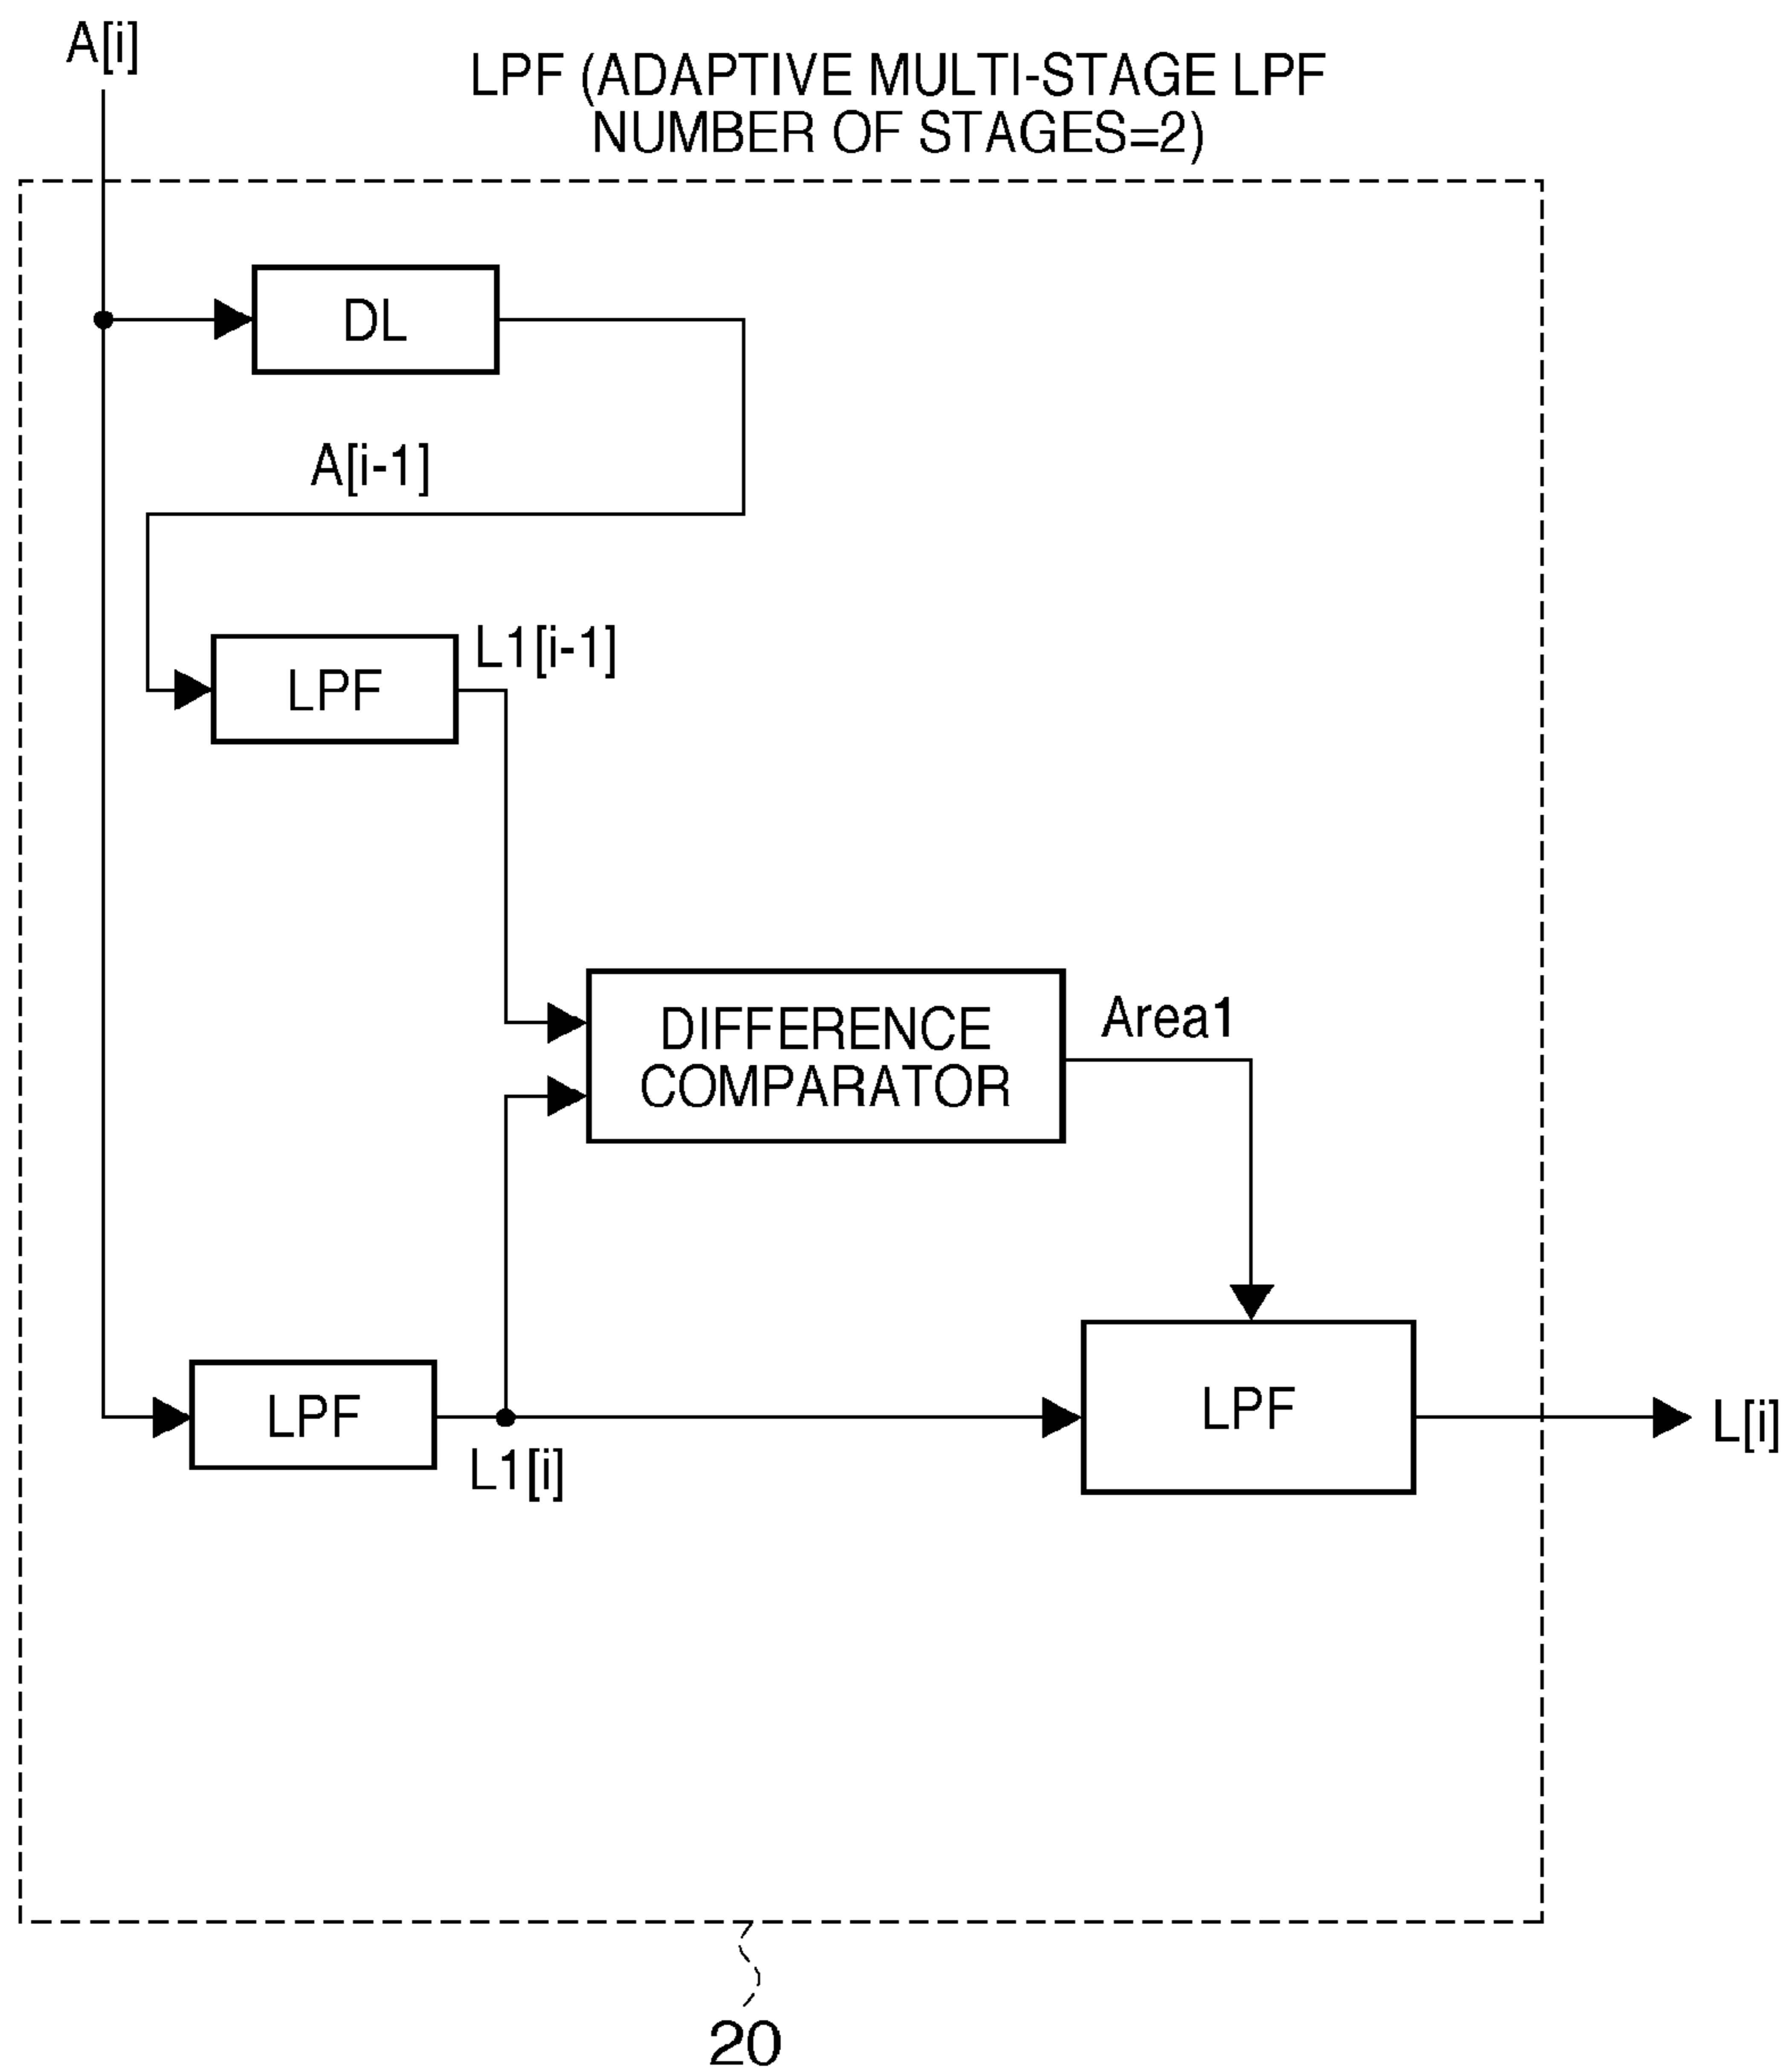 A[i]
LPF (ADAPTIVE MULTI-STAGE LPF
NUMBER OF STAGES=2)
DL
A[i-1]
LPF
L1[i-1]
DIFFERENCE
COMPARATOR
Area1
LPF
L1[i]
LPF
L[i]
20